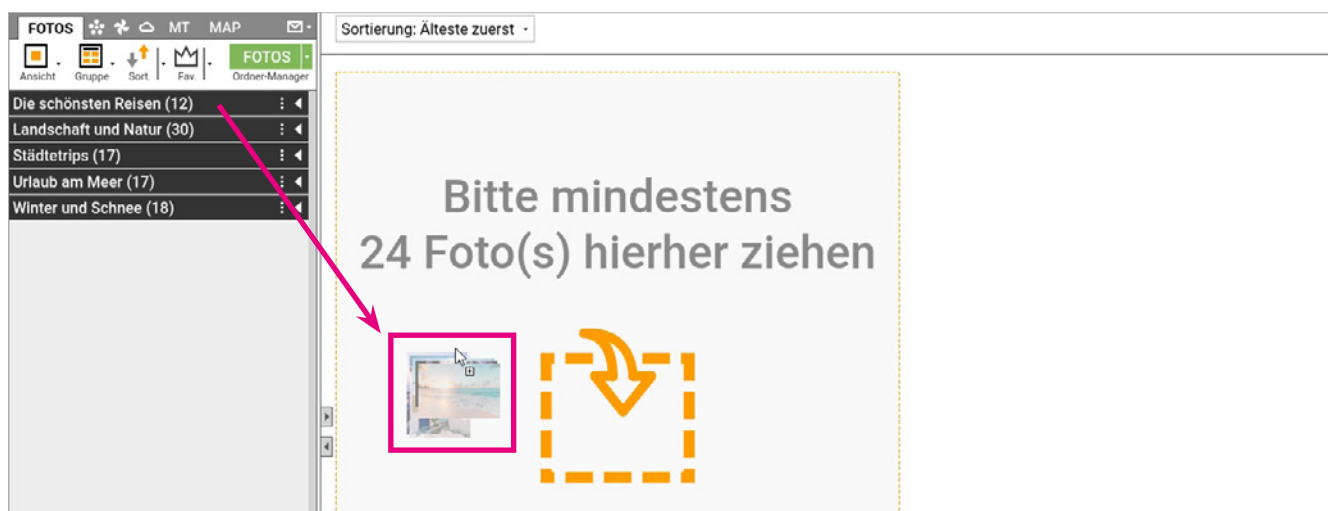 FOTOS MT MAP
Ansicht Gruppe Sort. Fav. FOTOS
Ordner-Manager
Die schönsten Reisen (12)
Landschaft und Natur (30)
Städtetrips (17)
Urlaub am Meer (17)
Winter und Schnee (18)
Sortierung: Älteste zuerst
Bitte mindestens
24 Foto(s) hierher ziehen